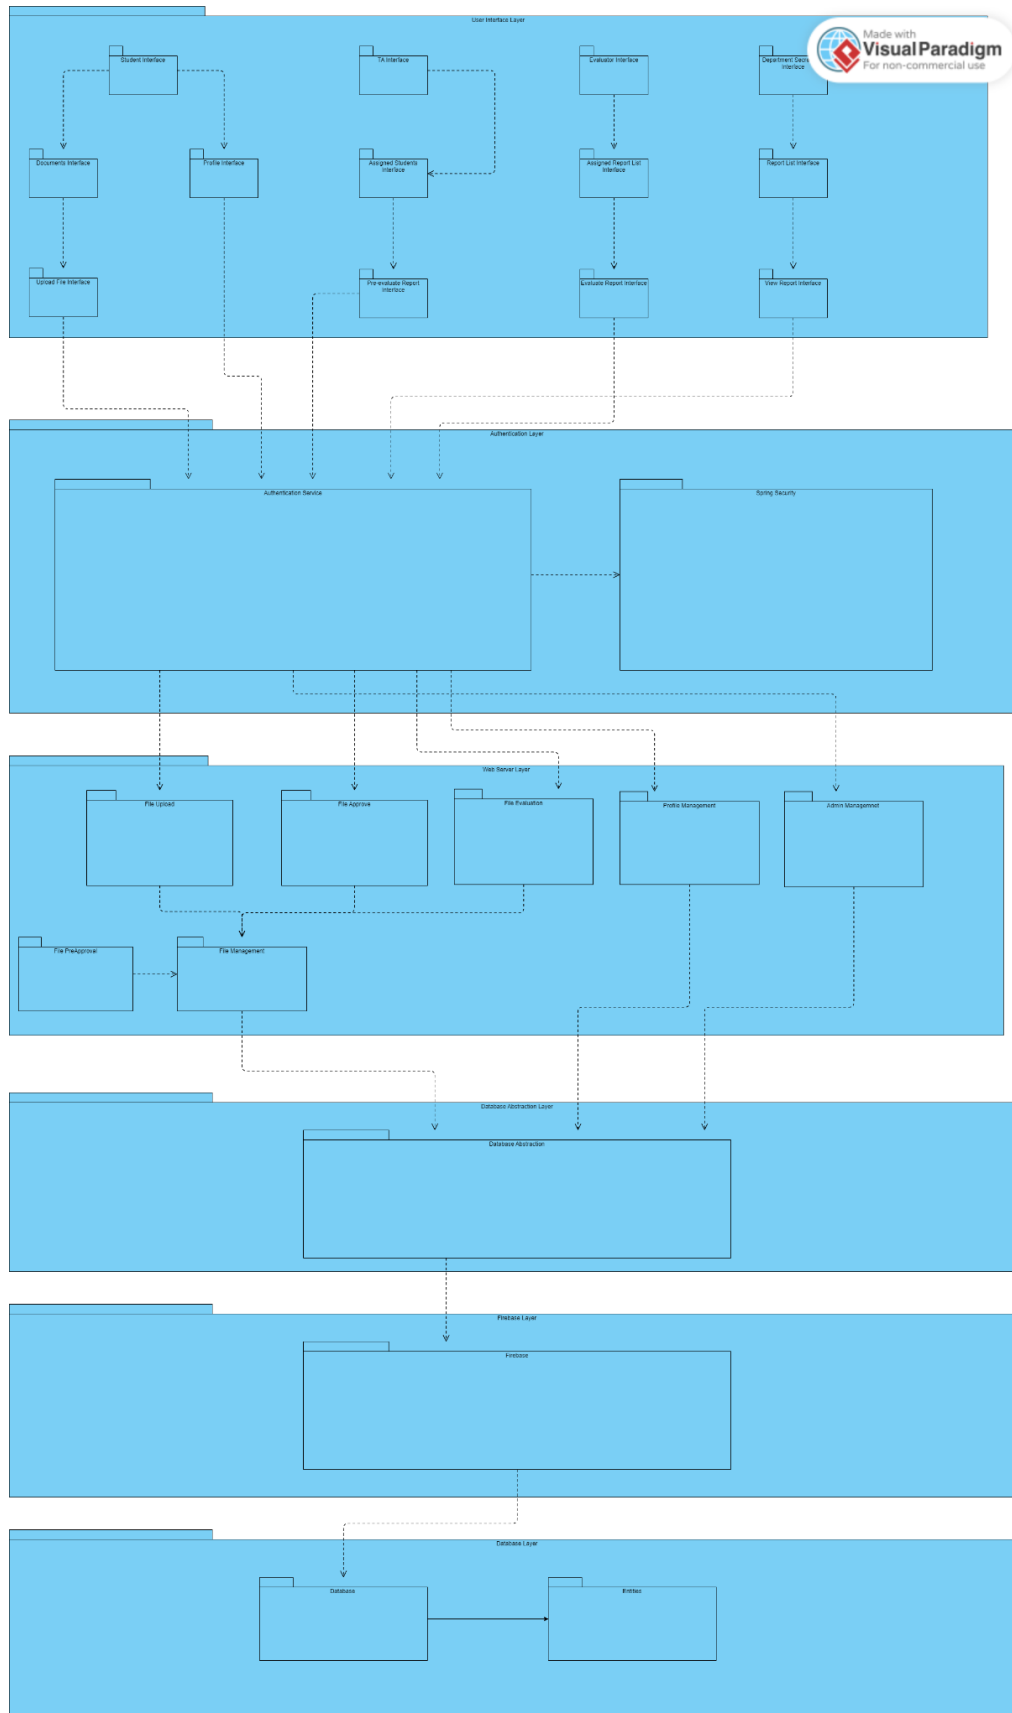 User Interface Layer
Made with
Visual Paradigm
For non-commercial use
Student Interface
TA Interface
Evaluator Interface
Department Secre
Interface
Documents Interface
Profile Interface
Assigned Students
Interface
Assigned Report List
Interface
Report List Interface
Upload File Interface
Pre-evaluate Report
Interface
Evaluate Report Interface
View Report Interface
Authentication Layer
Authentication Service
Spring Security
Web Server Layer
File Upload
File Approve
File Evaluation
Profile Management
Admin Managemnet
File PreApproval
File Management
Database Abstraction Layer
Database Abstraction
Firebase Layer
Firebase
Database Layer
Database
Entities